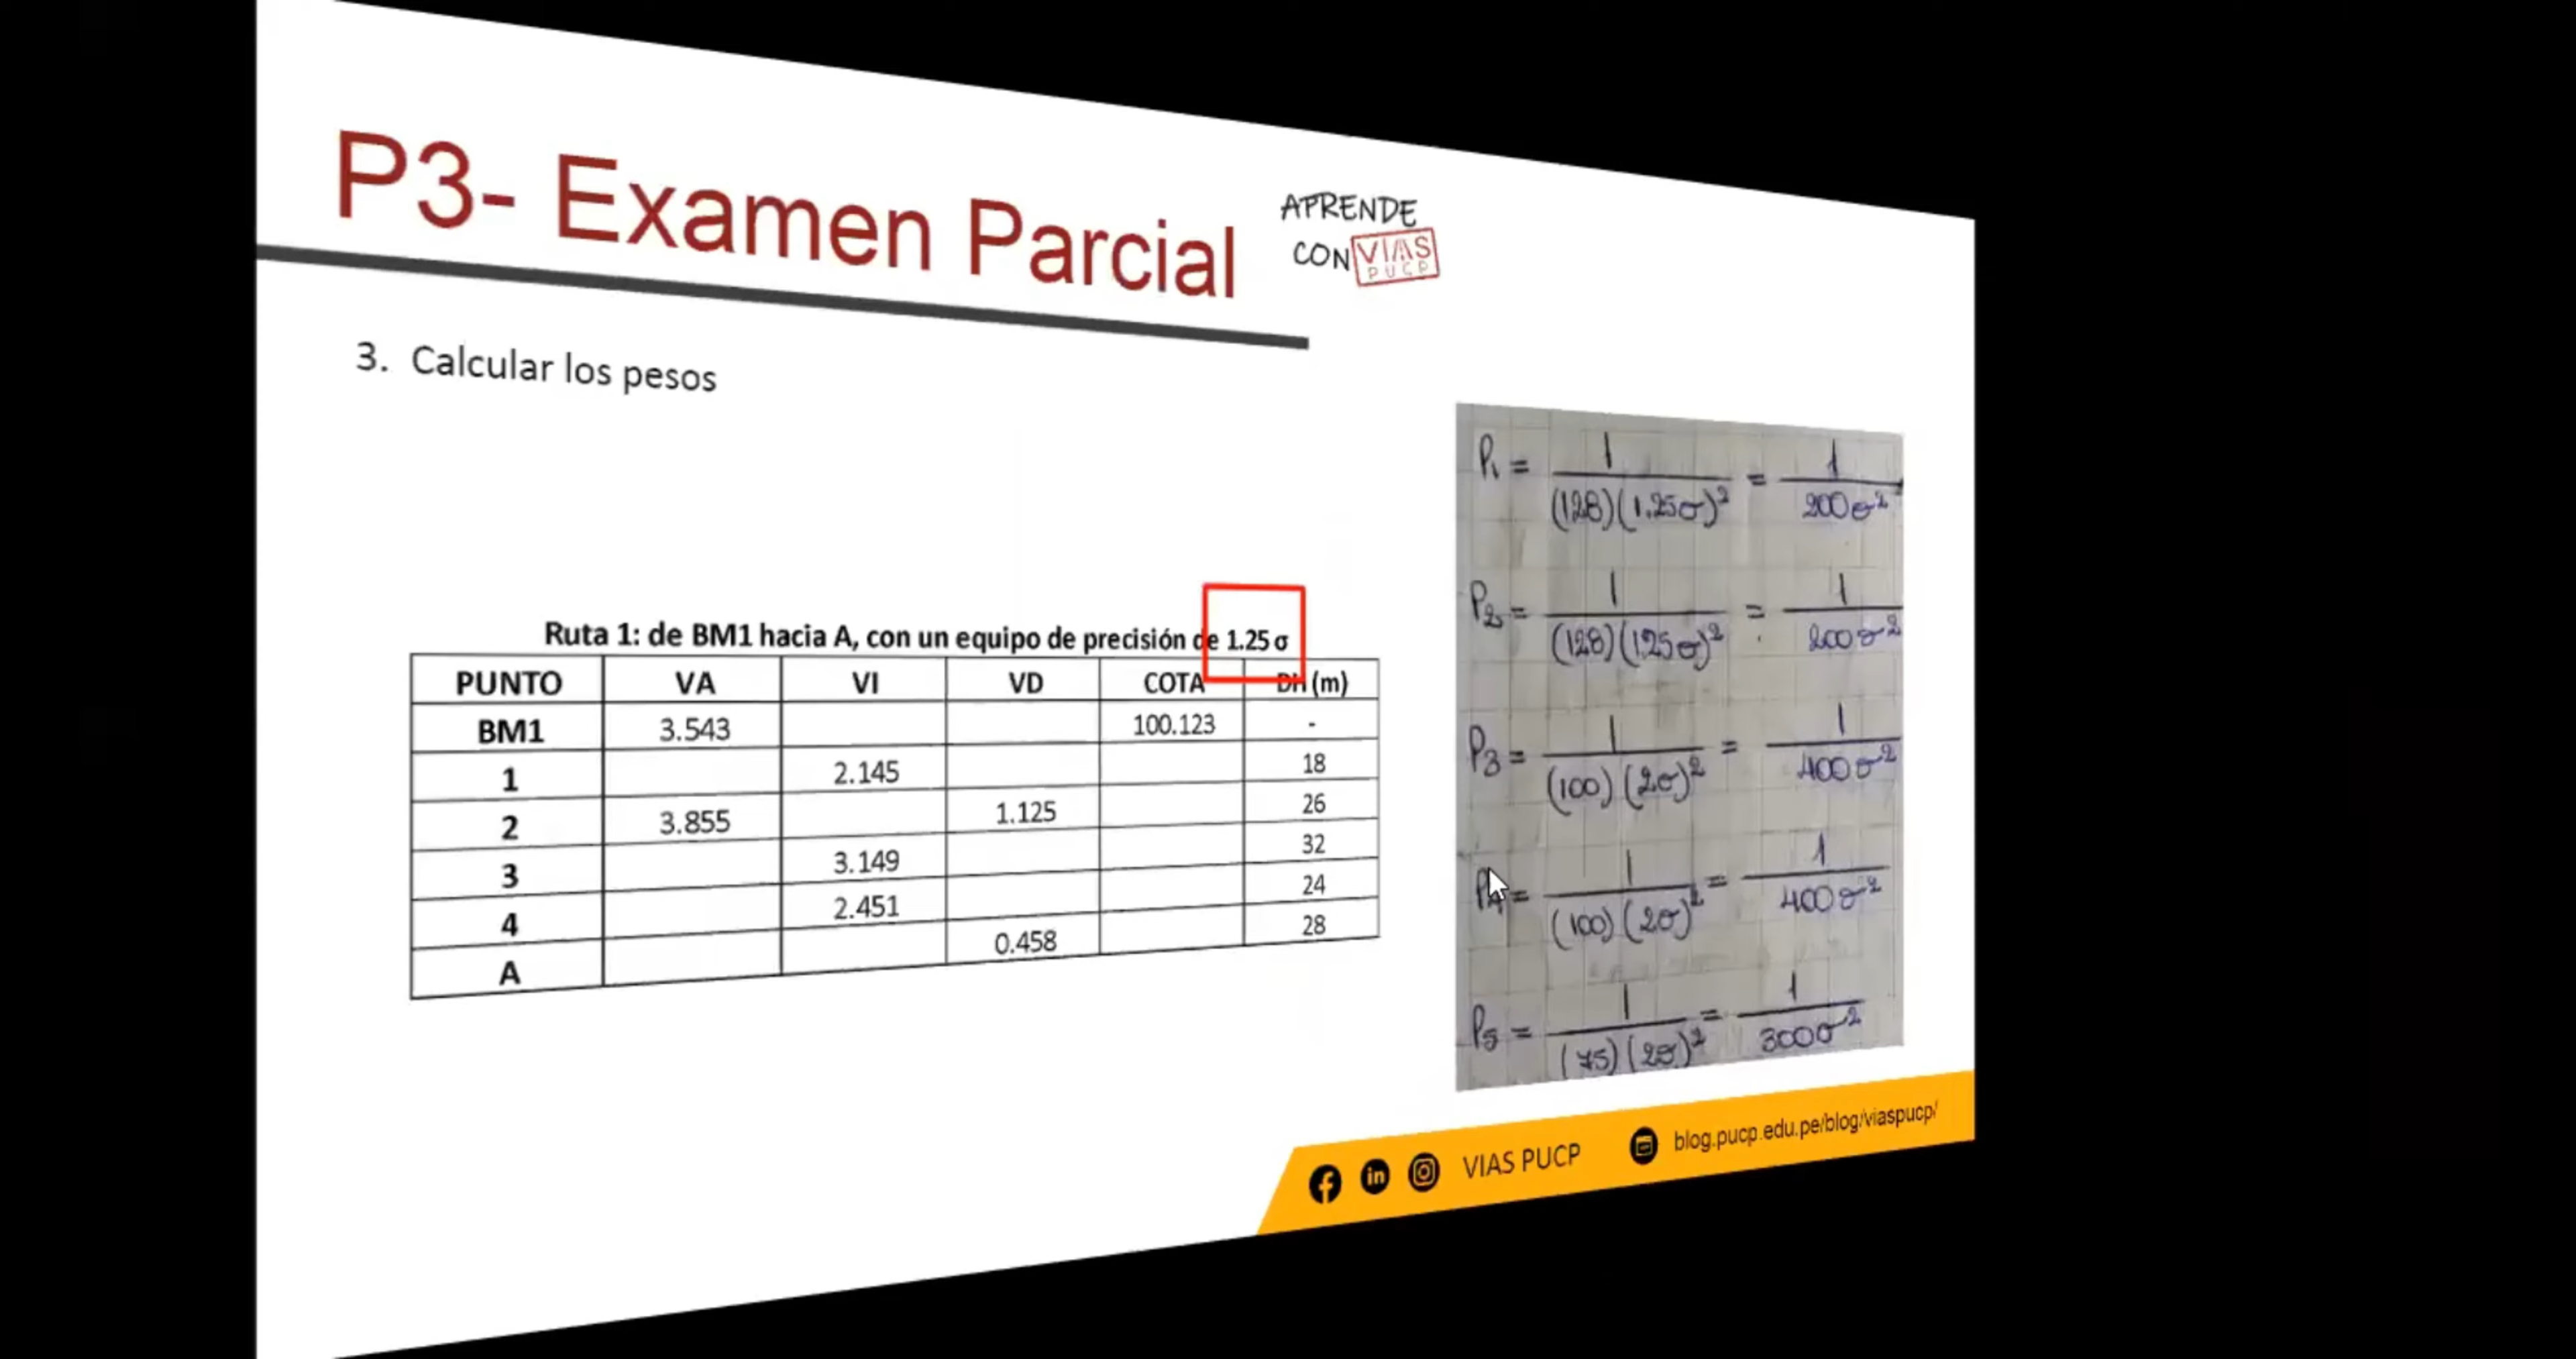 P3- Examen Parcial
APRENDE
CON VIAS
PUCP
3. Calcular los pesos
Ruta 1: de BM1 hacia A, con un equipo de precisión de 1.25 σ
PUNTO VA VI VD COTA DH (m)
BM1 3.543 100.123 -
1 2.145 18
2 3.855 1.125 26
3 3.149 32
4 2.451 24
A 0.458 28
P1 = 1 / (128)(1.25σ)² = 1 / 200σ²
P2 = 1 / (128)(1.25σ)² = 1 / 200σ²
P3 = 1 / (100)(2σ)² = 1 / 400σ²
P4 = 1 / (100)(2σ)² = 1 / 400σ²
P5 = 1 / (75)(2σ)² = 1 / 300σ²
VIAS PUCP blog.pucp.edu.pe/blog/viaspucp/